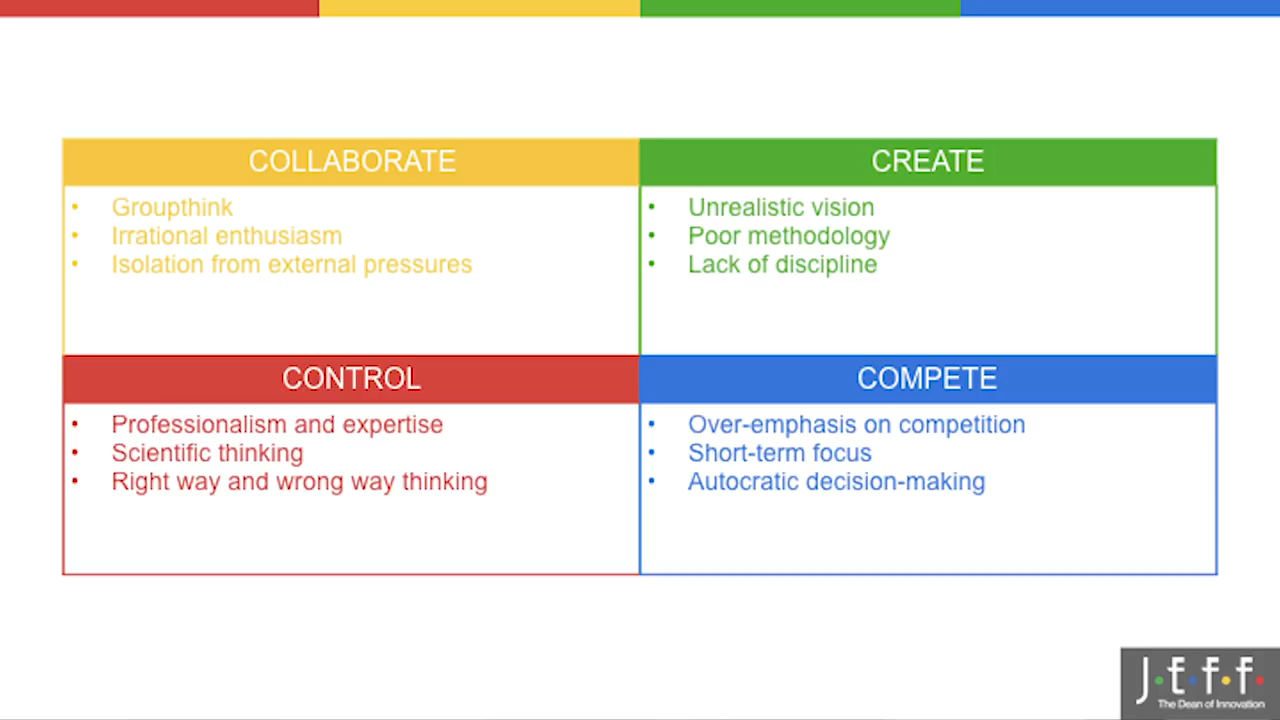 COLLABORATE
• Groupthink
• Irrational enthusiasm
• Isolation from external pressures
CREATE
• Unrealistic vision
• Poor methodology
• Lack of discipline
CONTROL
• Professionalism and expertise
• Scientific thinking
• Right way and wrong way thinking
COMPETE
• Over-emphasis on competition
• Short-term focus
• Autocratic decision-making
J•E•F•F•
The Dean of Innovation